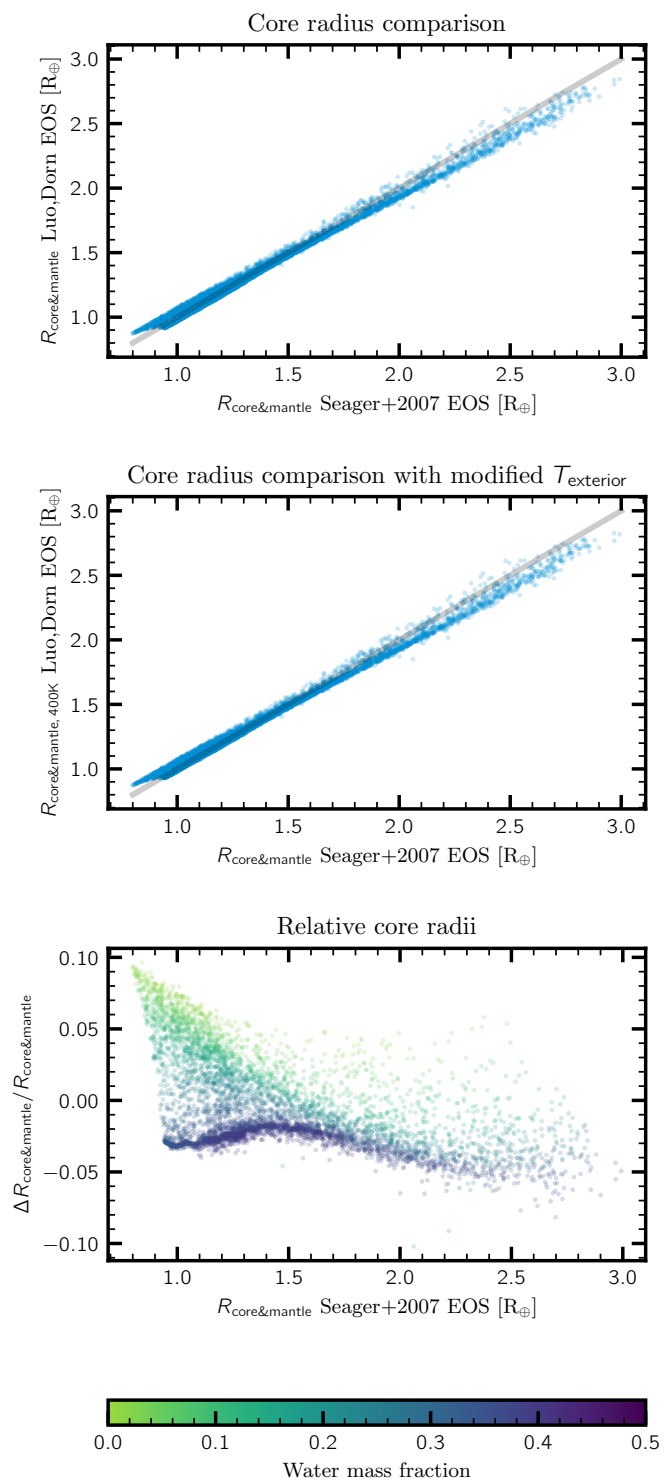 Core radius comparison
3.0
2.5
2.0
1.5
1.0
R_core&mantle Luo,Dorn EOS [R⊕]
1.0 1.5 2.0 2.5 3.0
R_core&mantle Seager+2007 EOS [R⊕]
Core radius comparison with modified T_exterior
3.0
2.5
2.0
1.5
1.0
R_core&mantle, 400K Luo,Dorn EOS [R⊕]
1.0 1.5 2.0 2.5 3.0
R_core&mantle Seager+2007 EOS [R⊕]
Relative core radii
0.10
0.05
0.00
−0.05
−0.10
ΔR_core&mantle/R_core&mantle
1.0 1.5 2.0 2.5 3.0
R_core&mantle Seager+2007 EOS [R⊕]
0.0 0.1 0.2 0.3 0.4 0.5
Water mass fraction